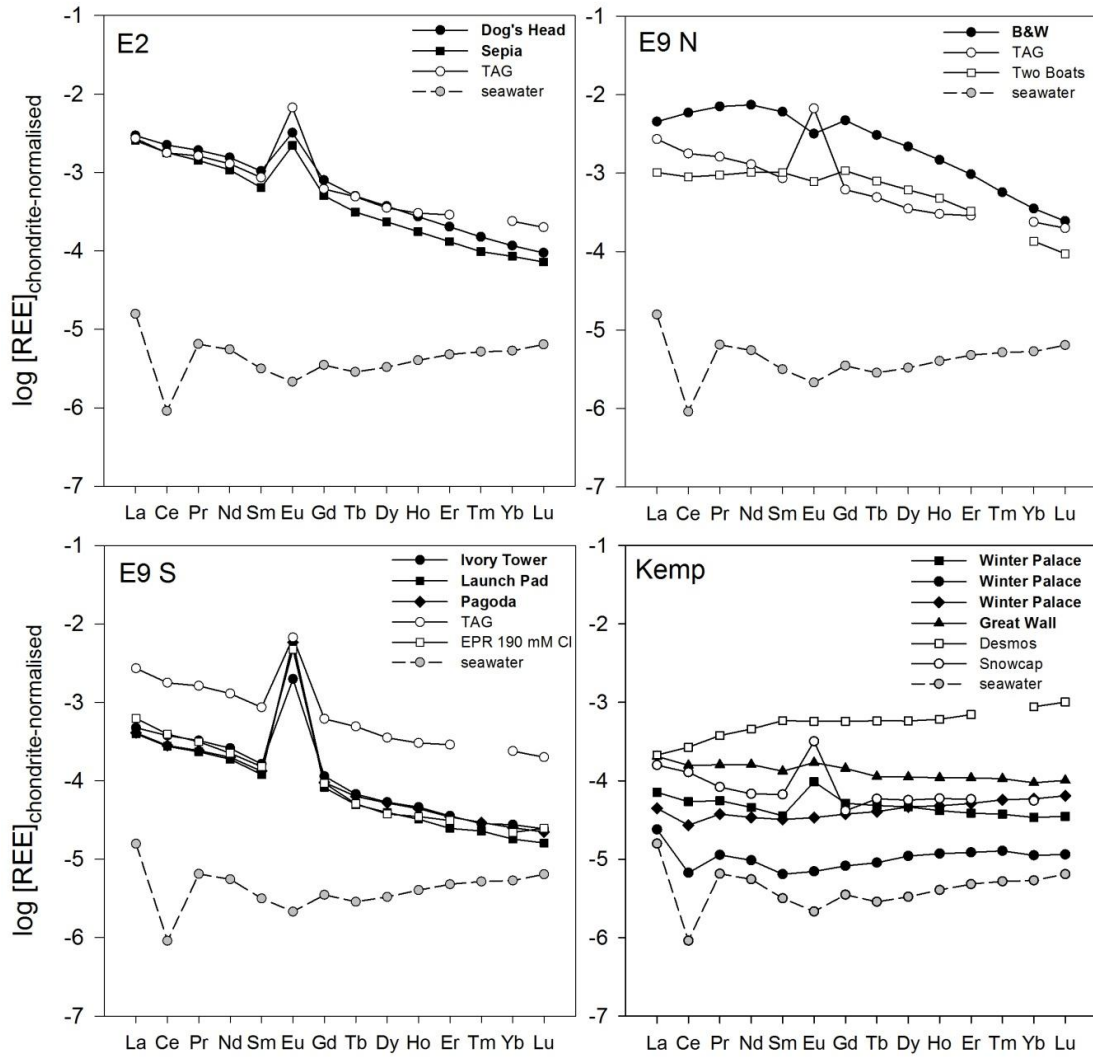 E2
Dog's Head
Sepia
TAG
seawater
-1
-2
-3
-4
-5
-6
-7
log [REE]chondrite-normalised
La Ce Pr Nd Sm Eu Gd Tb Dy Ho Er Tm Yb Lu
E9 N
B&W
TAG
Two Boats
seawater
-1
-2
-3
-4
-5
-6
-7
La Ce Pr Nd Sm Eu Gd Tb Dy Ho Er Tm Yb Lu
E9 S
Ivory Tower
Launch Pad
Pagoda
TAG
EPR 190 mM Cl
seawater
-1
-2
-3
-4
-5
-6
-7
log [REE]chondrite-normalised
La Ce Pr Nd Sm Eu Gd Tb Dy Ho Er Tm Yb Lu
Kemp
Winter Palace
Winter Palace
Winter Palace
Great Wall
Desmos
Snowcap
seawater
-1
-2
-3
-4
-5
-6
-7
La Ce Pr Nd Sm Eu Gd Tb Dy Ho Er Tm Yb Lu